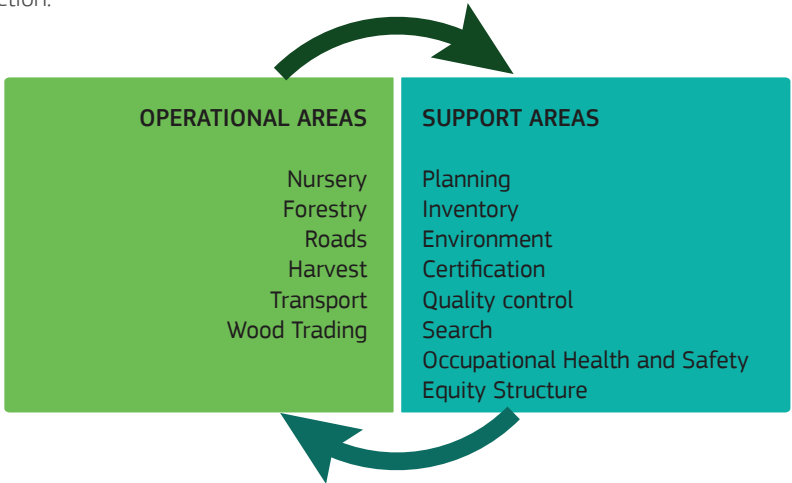 OPERATIONAL AREAS
Nursery
Forestry
Roads
Harvest
Transport
Wood Trading
SUPPORT AREAS
Planning
Inventory
Environment
Certification
Quality control
Search
Occupational Health and Safety
Equity Structure